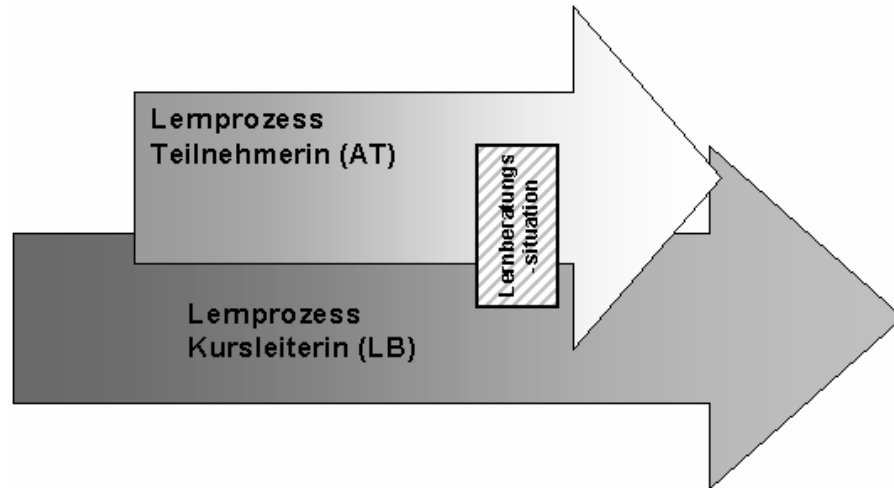 Lernprozess
Teilnehmerin (AT)
Lernberatungs
-situation
Lernprozess
Kursleiterin (LB)